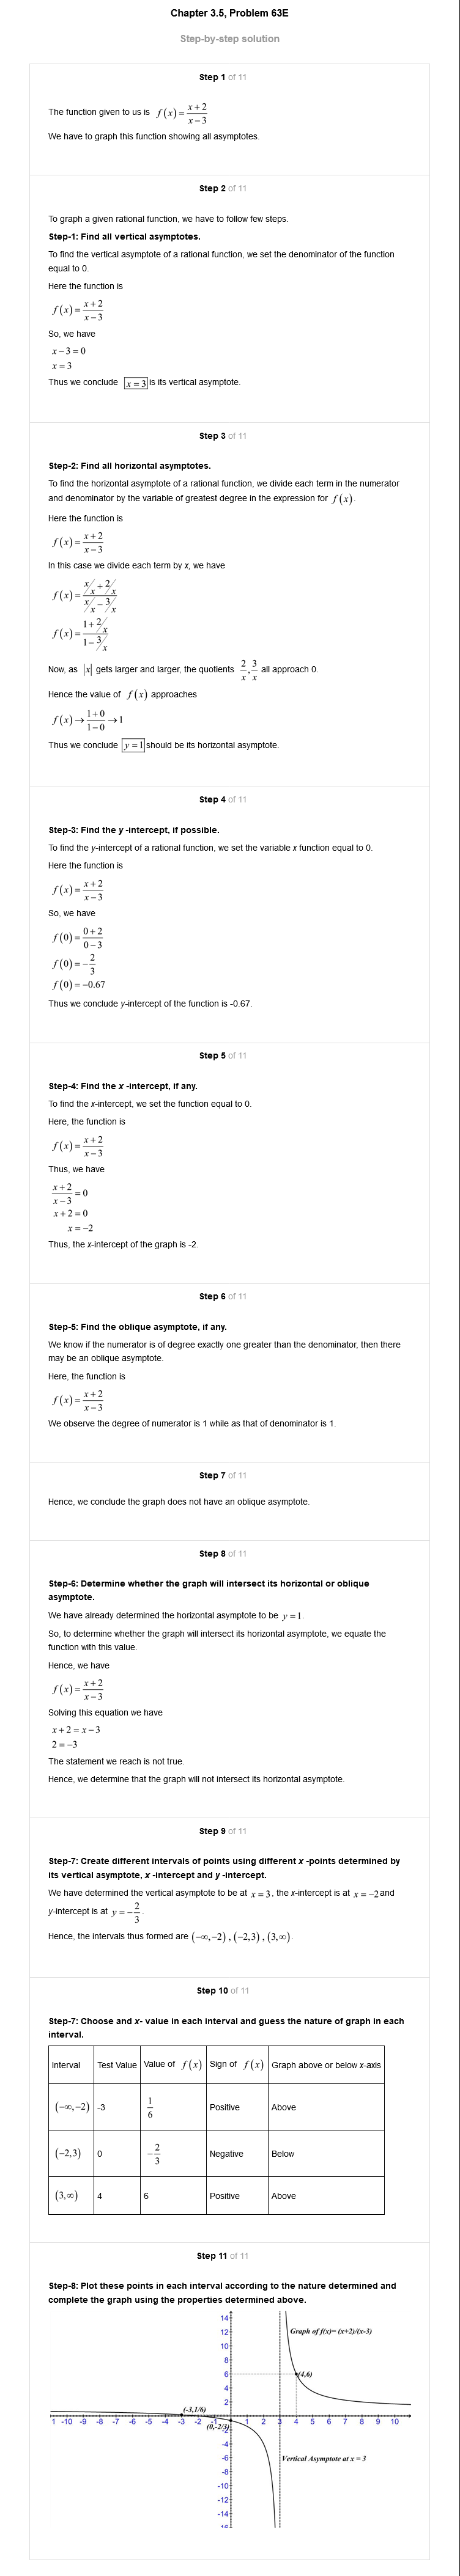 Chapter 3.5, Problem 63E
Step-by-step solution
Step 1 of 11
The function given to us is f(x) = (x+2)/(x−3)
We have to graph this function showing all asymptotes.
Step 2 of 11
To graph a given rational function, we have to follow few steps.
Step-1: Find all vertical asymptotes.
To find the vertical asymptote of a rational function, we set the denominator of the function
equal to 0.
Here the function is
f(x) = (x+2)/(x−3)
So, we have
x−3=0
x=3
Thus we conclude x=3 is its vertical asymptote.
Step 3 of 11
Step-2: Find all horizontal asymptotes.
To find the horizontal asymptote of a rational function, we divide each term in the numerator
and denominator by the variable of greatest degree in the expression for f(x).
Here the function is
f(x) = (x+2)/(x−3)
In this case we divide each term by x, we have
f(x) = (x/x + 2/x)/(x/x − 3/x)
f(x) = (1+2/x)/(1−3/x)
Now, as |x| gets larger and larger, the quotients 2/x, 3/x all approach 0.
Hence the value of f(x) approaches
f(x) → (1+0)/(1−0) → 1
Thus we conclude y=1 should be its horizontal asymptote.
Step 4 of 11
Step-3: Find the y -intercept, if possible.
To find the y-intercept of a rational function, we set the variable x function equal to 0.
Here the function is
f(x) = (x+2)/(x−3)
So, we have
f(0) = (0+2)/(0−3)
f(0) = −2/3
f(0) = −0.67
Thus we conclude y-intercept of the function is -0.67.
Step 5 of 11
Step-4: Find the x -intercept, if any.
To find the x-intercept, we set the function equal to 0.
Here, the function is
f(x) = (x+2)/(x−3)
Thus, we have
(x+2)/(x−3) = 0
x+2=0
x=−2
Thus, the x-intercept of the graph is -2.
Step 6 of 11
Step-5: Find the oblique asymptote, if any.
We know if the numerator is of degree exactly one greater than the denominator, then there
may be an oblique asymptote.
Here, the function is
f(x) = (x+2)/(x−3)
We observe the degree of numerator is 1 while as that of denominator is 1.
Step 7 of 11
Hence, we conclude the graph does not have an oblique asymptote.
Step 8 of 11
Step-6: Determine whether the graph will intersect its horizontal or oblique
asymptote.
We have already determined the horizontal asymptote to be y=1.
So, to determine whether the graph will intersect its horizontal asymptote, we equate the
function with this value.
Hence, we have
f(x) = (x+2)/(x−3)
Solving this equation we have
x+2=x−3
2=−3
The statement we reach is not true.
Hence, we determine that the graph will not intersect its horizontal asymptote.
Step 9 of 11
Step-7: Create different intervals of points using different x -points determined by
its vertical asymptote, x -intercept and y -intercept.
We have determined the vertical asymptote to be at x=3, the x-intercept is at x=−2 and
y-intercept is at y=−2/3.
Hence, the intervals thus formed are (−∞,−2), (−2,3), (3,∞).
Step 10 of 11
Step-7: Choose and x- value in each interval and guess the nature of graph in each
interval.
Interval Test Value Value of f(x) Sign of f(x) Graph above or below x-axis
(−∞,−2) -3 1/6 Positive Above
(−2,3) 0 −2/3 Negative Below
(3,∞) 4 6 Positive Above
Step 11 of 11
Step-8: Plot these points in each interval according to the nature determined and
complete the graph using the properties determined above.
14
12 Graph of f(x)= (x+2)/(x-3)
10
8
6 (4,6)
4
2
(-3,1/6)
1 -10 -9 -8 -7 -6 -5 -4 -3 -2 -1 1 2 3 4 5 6 7 8 9 10
(0,-2/3) -2
-4
-6 Vertical Asymptote at x = 3
-8
-10
-12
-14